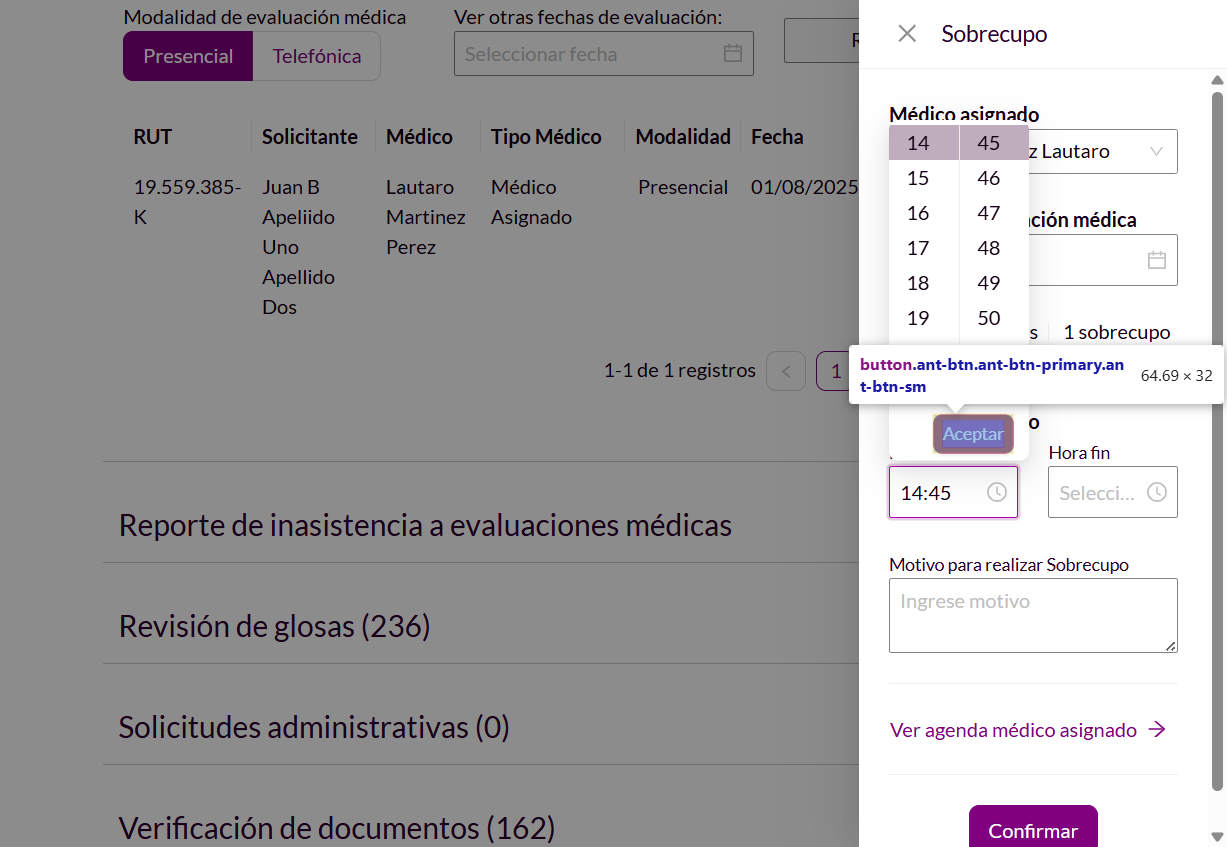 Modalidad de evaluación médica
Presencial
Telefónica
Ver otras fechas de evaluación:
Seleccionar fecha
R
RUT
Solicitante
Médico
Tipo Médico
Modalidad
Fecha
19.559.385-
K
Juan B
Apeliido
Uno
Apellido
Dos
Lautaro
Martinez
Perez
Médico
Asignado
Presencial
01/08/2025
1-1 de 1 registros
<
1
Reporte de inasistencia a evaluaciones médicas
Revisión de glosas (236)
Solicitudes administrativas (0)
Verificación de documentos (162)
Sobrecupo
Médico asignado
z Lautaro
ción médica
s
1 sobrecupo
14 45
15 46
16 47
17 48
18 49
19 50
button.ant-btn.ant-btn-primary.an
t-btn-sm
64.69 × 32
Aceptar
o
14:45
Hora fin
Selecci...
Motivo para realizar Sobrecupo
Ingrese motivo
Ver agenda médico asignado
Confirmar